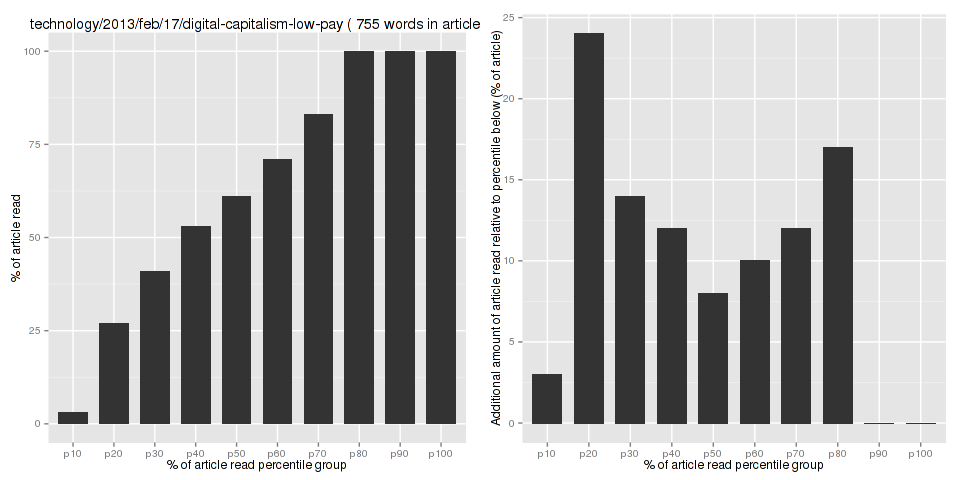 technology/2013/feb/17/digital-capitalism-low-pay ( 755 words in article
% of article read
100
75
50
25
0
p10 p20 p30 p40 p50 p60 p70 p80 p90 p100
% of article read percentile group
Additional amount of article read relative to percentile below (% of article)
25
20
15
10
5
0
p10 p20 p30 p40 p50 p60 p70 p80 p90 p100
% of article read percentile group